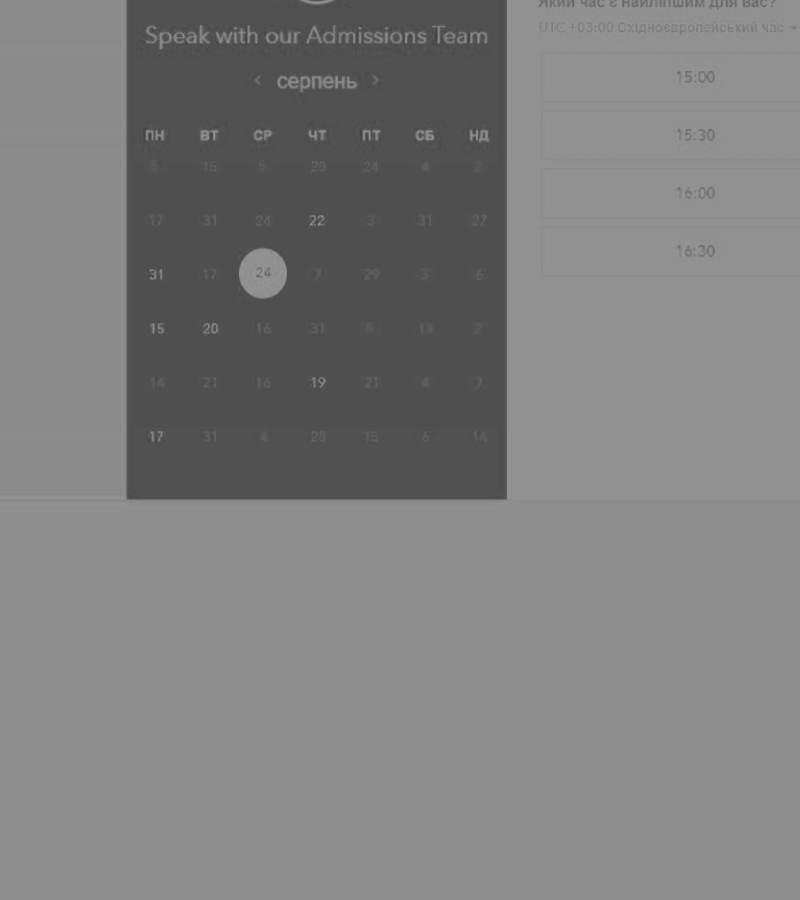 Speak with our Admissions Team
‹ серпень ›
ПН ВТ СР ЧТ ПТ СБ НД
5 15 5 28 24 4 2
17 31 24 22 3 31 27
31 17 24 7 29 3 6
15 20 16 31 5 13 2
14 21 16 19 21 4 7
17 31 4 28 15 6 14
Який час є найліпшим для вас?
UTC +03:00 Східноєвропейський час
15:00
15:30
16:00
16:30